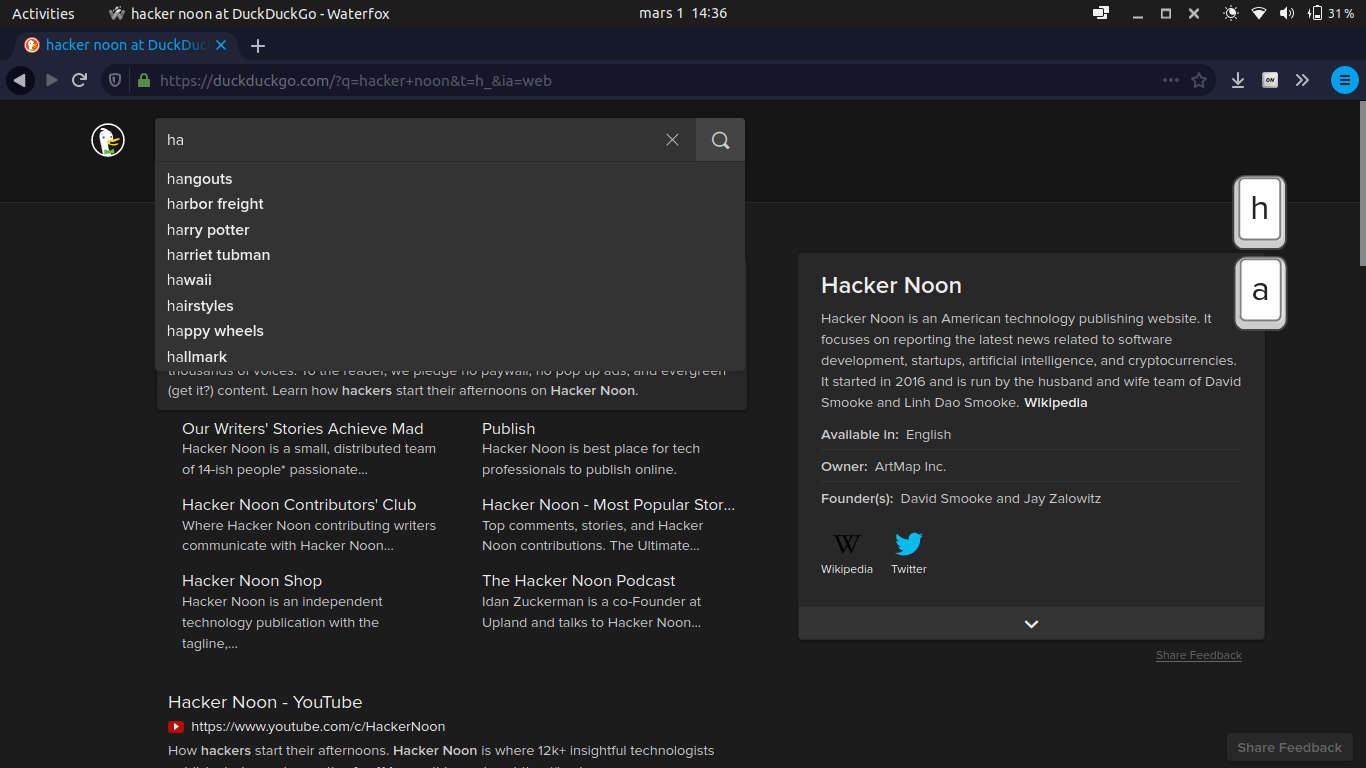 Activities
hacker noon at DuckDuckGo - Waterfox
mars 1 14:36
31 %
hacker noon at DuckDuc
https://duckduckgo.com/?q=hacker+noon&t=h_&ia=web
ON
ha
hangouts
harbor freight
harry potter
harriet tubman
hawaii
hairstyles
happy wheels
hallmark
h
a
thousands of voices. To the reader, we pledge no paywall, no pop up ads, and evergreen
(get it?) content. Learn how hackers start their afternoons on Hacker Noon.
Our Writers' Stories Achieve Mad
Hacker Noon is a small, distributed team
of 14-ish people* passionate...
Publish
Hacker Noon is best place for tech
professionals to publish online.
Hacker Noon Contributors' Club
Where Hacker Noon contributing writers
communicate with Hacker Noon...
Hacker Noon - Most Popular Stor...
Top comments, stories, and Hacker
Noon contributions. The Ultimate...
Hacker Noon Shop
Hacker Noon is an independent
technology publication with the
tagline,...
The Hacker Noon Podcast
Idan Zuckerman is a co-Founder at
Upland and talks to Hacker Noon...
Hacker Noon - YouTube
https://www.youtube.com/c/HackerNoon
How hackers start their afternoons. Hacker Noon is where 12k+ insightful technologists
Hacker Noon
Hacker Noon is an American technology publishing website. It
focuses on reporting the latest news related to software
development, startups, artificial intelligence, and cryptocurrencies.
It started in 2016 and is run by the husband and wife team of David
Smooke and Linh Dao Smooke. Wikipedia
Available in: English
Owner: ArtMap Inc.
Founder(s): David Smooke and Jay Zalowitz
W
Wikipedia
Twitter
Share Feedback
Share Feedback